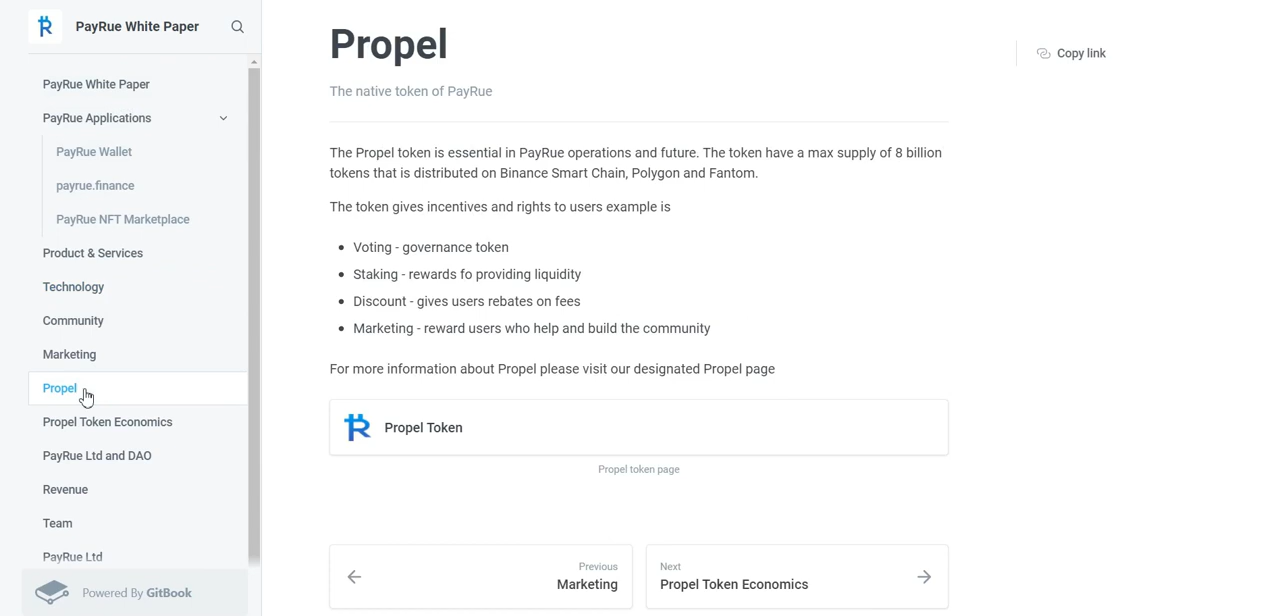 PayRue White Paper
PayRue White Paper
PayRue Applications
PayRue Wallet
payrue.finance
PayRue NFT Marketplace
Product & Services
Technology
Community
Marketing
Propel
Propel Token Economics
PayRue Ltd and DAO
Revenue
Team
PayRue Ltd
Powered By GitBook
Propel
The native token of PayRue
The Propel token is essential in PayRue operations and future. The token have a max supply of 8 billion
tokens that is distributed on Binance Smart Chain, Polygon and Fantom.
The token gives incentives and rights to users example is
Voting - governance token
Staking - rewards fo providing liquidity
Discount - gives users rebates on fees
Marketing - reward users who help and build the community
For more information about Propel please visit our designated Propel page
Propel Token
Propel token page
Previous
Marketing
Next
Propel Token Economics
Copy link